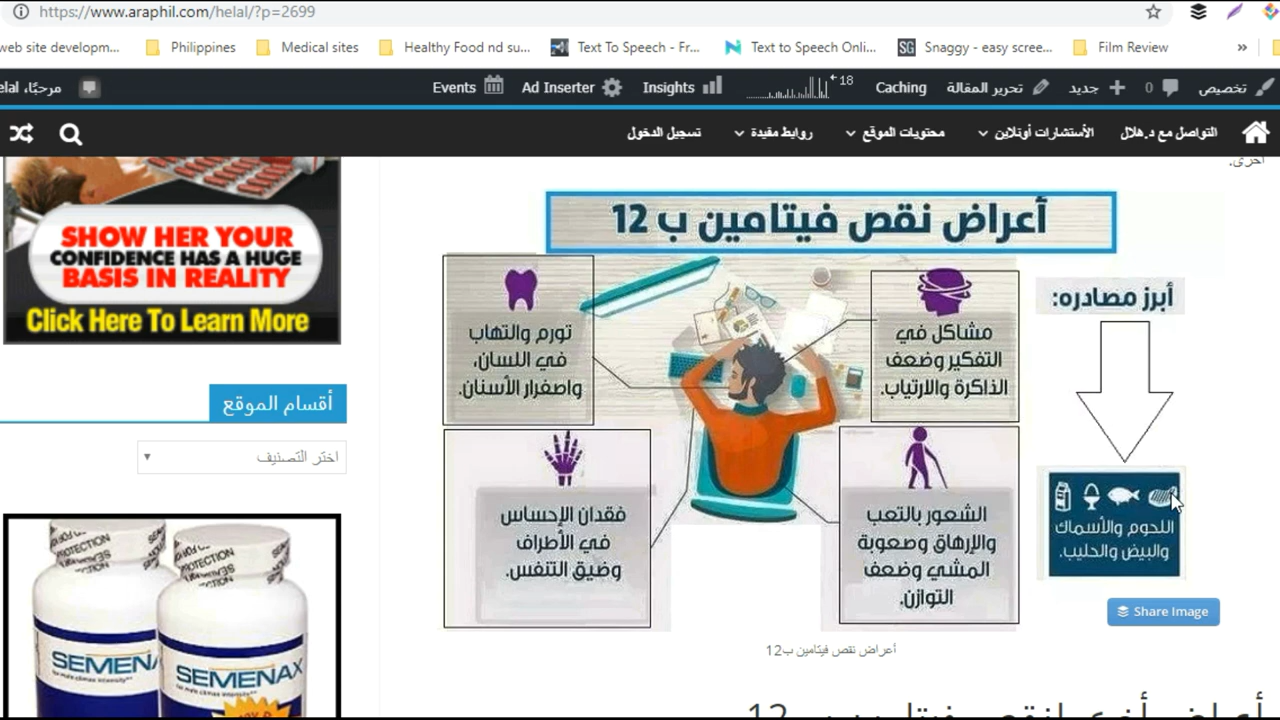 https://www.araphil.com/helal/?p=2699
web site developm...
Philippines
Medical sites
Healthy Food nd su...
Text To Speech - Fr...
Text to Speech Onli...
SG
Snaggy - easy scree...
Film Review
»
تخصيص
0
جديد
تحرير المقالة
Caching
18
Insights
Ad Inserter
Events
مرحبًا، elal
التواصل مع د.هلال
الأستشارات أونلاين
محتويات الموقع
روابط مفيدة
تسجيل الدخول
أخرى.
أعراض نقص فيتامين ب 12
مشاكل في
التفكير وضعف
الذاكرة والارتياب.
تورم والتهاب
في اللسان،
واصفرار الأسنان.
الشعور بالتعب
والإرهاق وصعوبة
المشي وضعف
التوازن.
فقدان الإحساس
في الأطراف
وضيق التنفس.
أبرز مصادره:
اللحوم والأسماك
والبيض والحليب.
Share Image
أعراض نقص فيتامين ب12
SHOW HER YOUR
CONFIDENCE HAS A HUGE
BASIS IN REALITY
Click Here To Learn More
أقسام الموقع
اختر التصنيف
PROTECTION
SEMENA
PROTECTION
SEMENAX